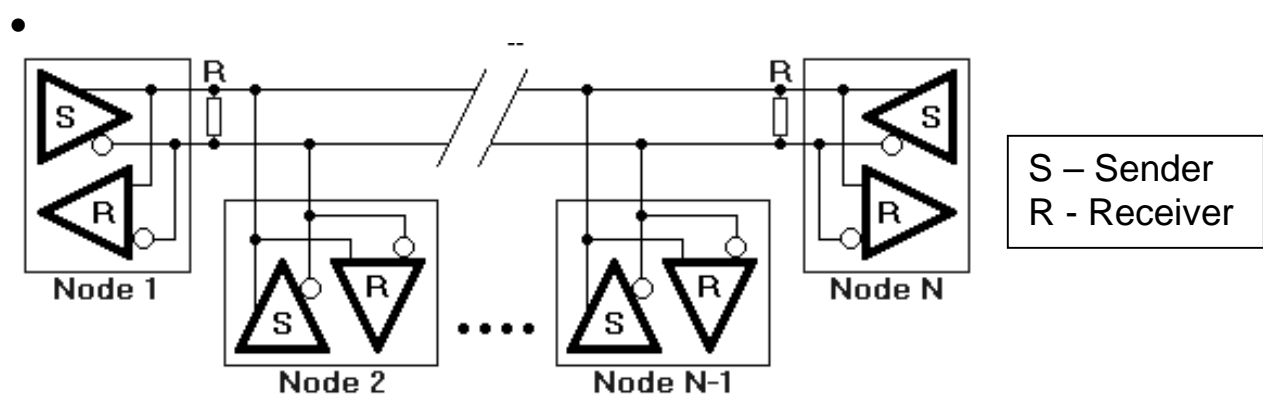 •
--
R R
S S
S – Sender
R - Receiver
R R
Node 1 R R Node N
S •••• S
Node 2 Node N-1